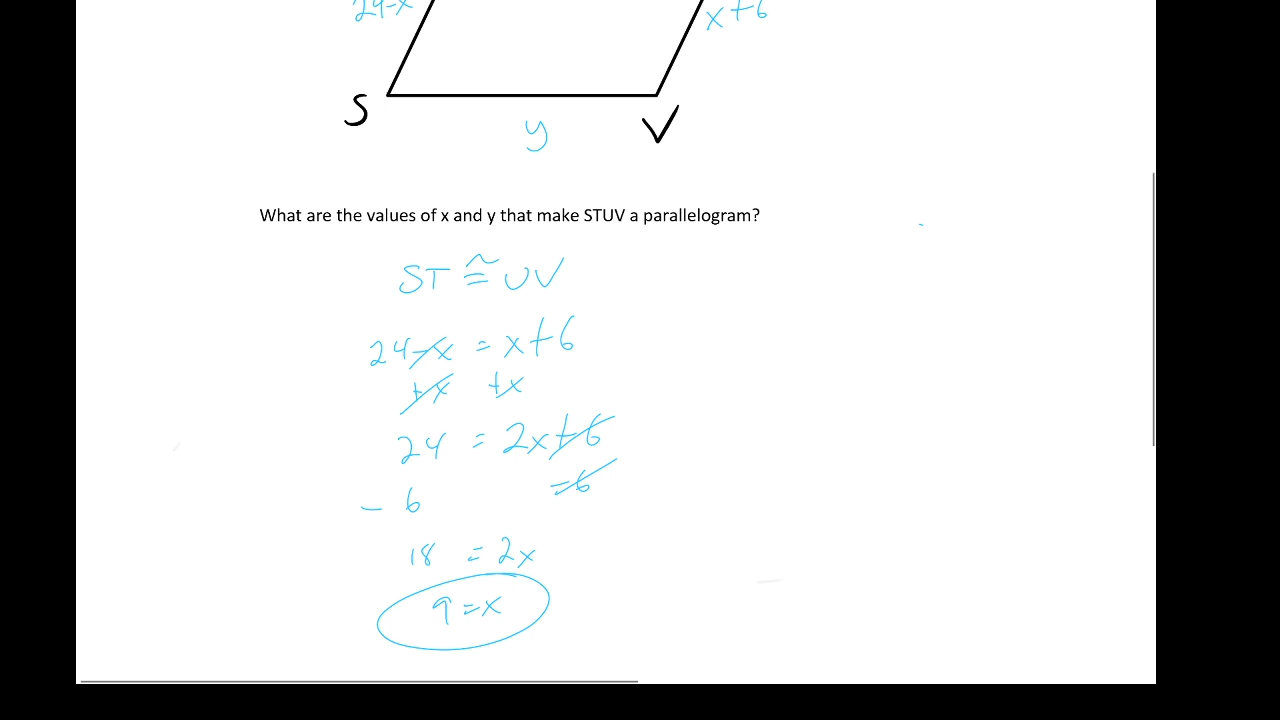 24-x
x+6
S
V
y
What are the values of x and y that make STUV a parallelogram?
ST ≅ UV
24-x = x+6
+x +x
24 = 2x+6
- 6 -6
18 = 2x
9 = x